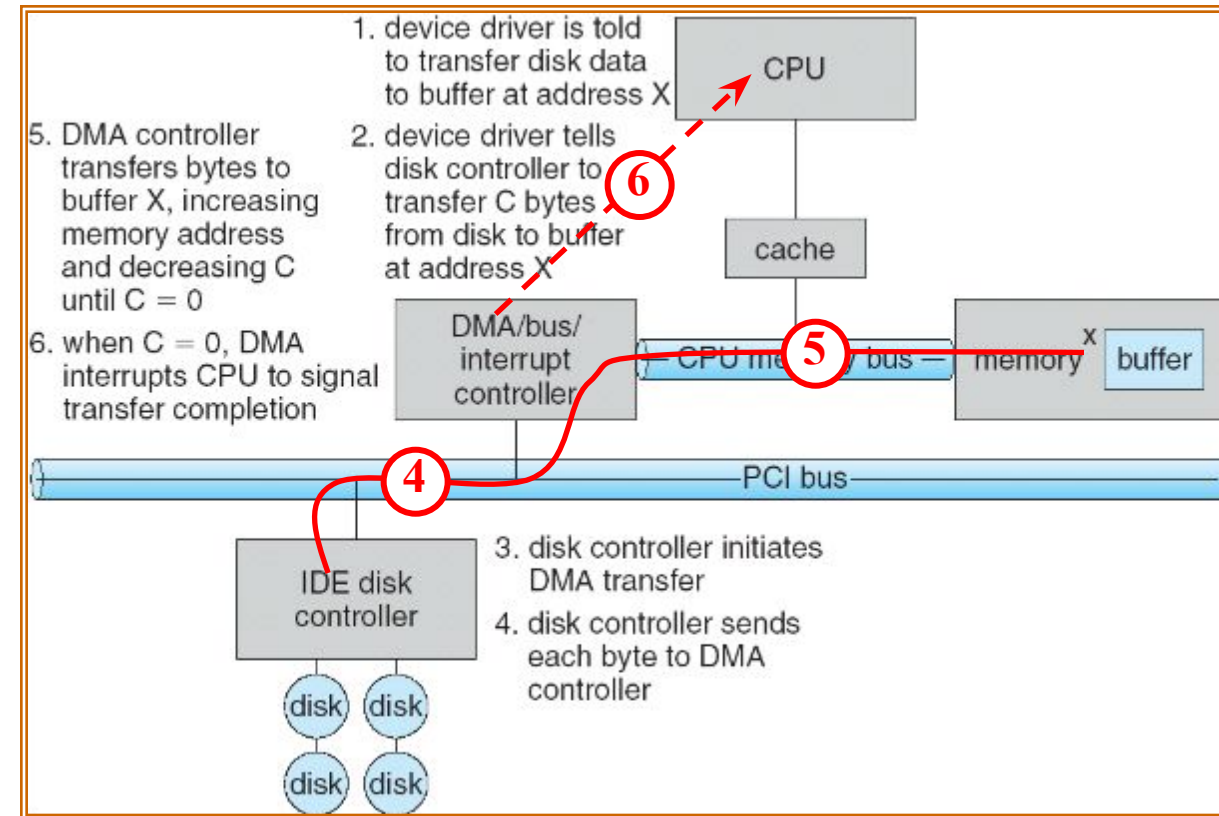 1. device driver is told
to transfer disk data
to buffer at address X
2. device driver tells
disk controller to
transfer C bytes
from disk to buffer
at address X
5. DMA controller
transfers bytes to
buffer X, increasing
memory address
and decreasing C
until C = 0
6. when C = 0, DMA
interrupts CPU to signal
transfer completion
CPU
6
cache
DMA/bus/
interrupt
controller
CPU memory bus
5
memory
x
buffer
4
PCI bus
IDE disk
controller
3. disk controller initiates
DMA transfer
4. disk controller sends
each byte to DMA
controller
disk
disk
disk
disk